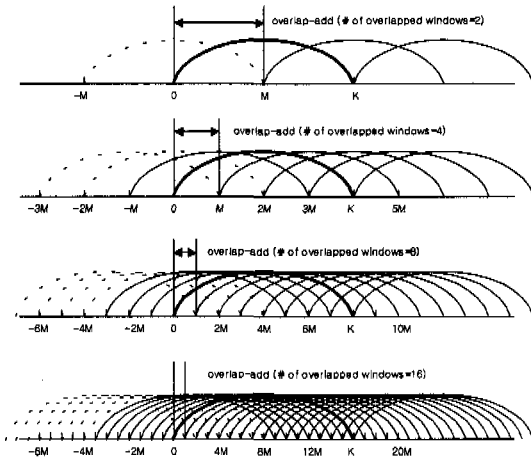 overlap-add (# of overlapped windows=2)
-M 0 M K
overlap-add (# of overlapped windows=4)
-3M -2M -M 0 M 2M 3M K 5M
overlap-add (# of overlapped windows=8)
-6M -4M -2M 0 2M 4M 6M K 10M
overlap-add (# of overlapped windows=16)
-6M -4M -2M 0 4M 8M 12M K 20M